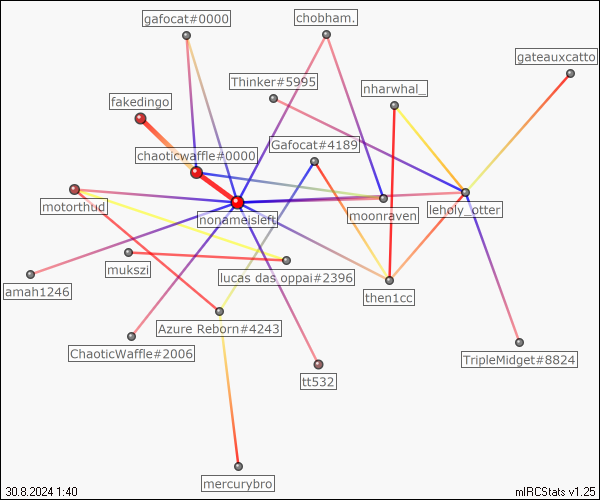 gafocat#0000
chobham.
gateauxcatto
Thinker#5995
nharwhal_
fakedingo
Gafocat#4189
chaoticwaffle#0000
motorthud
nonameisleft
moonraven
leholy_otter
mukszi
lucas das oppai#2396
amah1246
then1cc
Azure Reborn#4243
ChaoticWaffle#2006
TripleMidget#8824
tt532
mercurybro
30.8.2024 1:40
mIRCStats v1.25